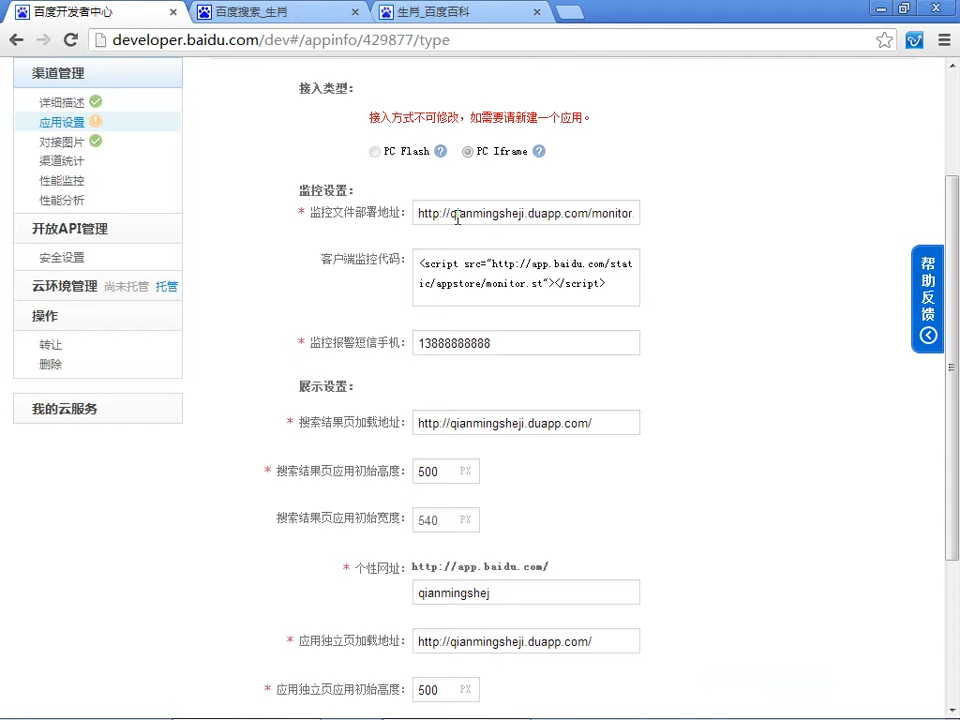 百度开发者中心
百度搜索_生肖
生肖_百度百科
developer.baidu.com/dev#/appinfo/429877/type
渠道管理
详细描述
应用设置
对接图片
渠道统计
性能监控
性能分析
开放API管理
安全设置
云环境管理 尚未托管 托管
操作
转让
删除
我的云服务
接入类型：
接入方式不可修改，如需要请新建一个应用。
PC Flash ? PC Iframe ?
监控设置：
* 监控文件部署地址： http://qianmingsheji.duapp.com/monitor.
客户端监控代码： <script src="http://app.baidu.com/stat
ic/appstore/monitor.st"></script>
* 监控报警短信手机： 13888888888
展示设置：
* 搜索结果页加载地址： http://qianmingsheji.duapp.com/
* 搜索结果页应用初始高度： 500 PX
搜索结果页应用初始宽度： 540 PX
* 个性网址： http://app.baidu.com/
qianmingshej
* 应用独立页加载地址： http://qianmingsheji.duapp.com/
* 应用独立页应用初始高度： 500 PX
帮助反馈